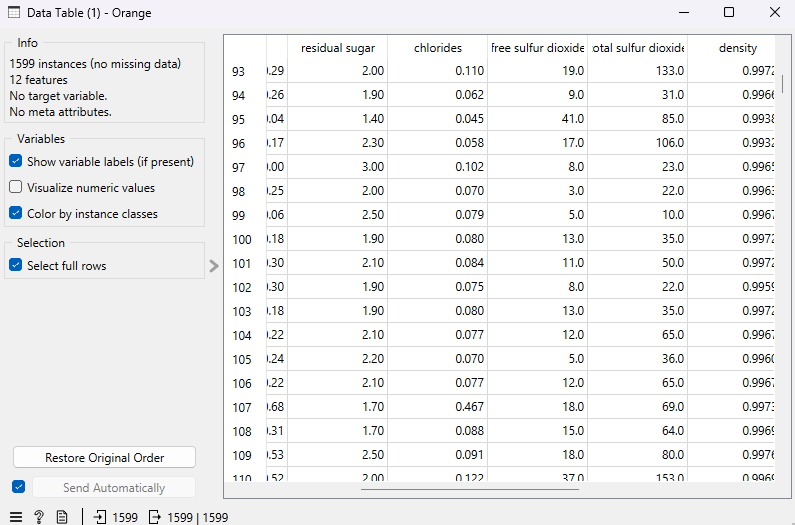 Data Table (1) - Orange
Info
1599 instances (no missing data)
12 features
No target variable.
No meta attributes.
Variables
Show variable labels (if present)
Visualize numeric values
Color by instance classes
Selection
Select full rows
Restore Original Order
Send Automatically
residual sugar chlorides free sulfur dioxide otal sulfur dioxide density
93 .29 2.00 0.110 19.0 133.0 0.9972
94 .26 1.90 0.062 9.0 31.0 0.9966
95 .04 1.40 0.045 41.0 85.0 0.9938
96 .17 2.30 0.058 17.0 106.0 0.9932
97 .00 3.00 0.102 8.0 23.0 0.9965
98 .25 2.00 0.070 3.0 22.0 0.9963
99 .06 2.50 0.079 5.0 10.0 0.9967
100 .18 1.90 0.080 13.0 35.0 0.9972
101 .30 2.10 0.084 11.0 50.0 0.9972
102 .30 1.90 0.075 8.0 22.0 0.9959
103 .18 1.90 0.080 13.0 35.0 0.9972
104 .22 2.10 0.077 12.0 65.0 0.9967
105 .24 2.20 0.070 5.0 36.0 0.9960
106 .22 2.10 0.077 12.0 65.0 0.9967
107 .68 1.70 0.467 18.0 69.0 0.9973
108 .31 1.70 0.088 15.0 64.0 0.9969
109 .53 2.50 0.091 18.0 80.0 0.9976
110 .52 2.00 0.122 37.0 153.0 0.9969
1599 1599 | 1599